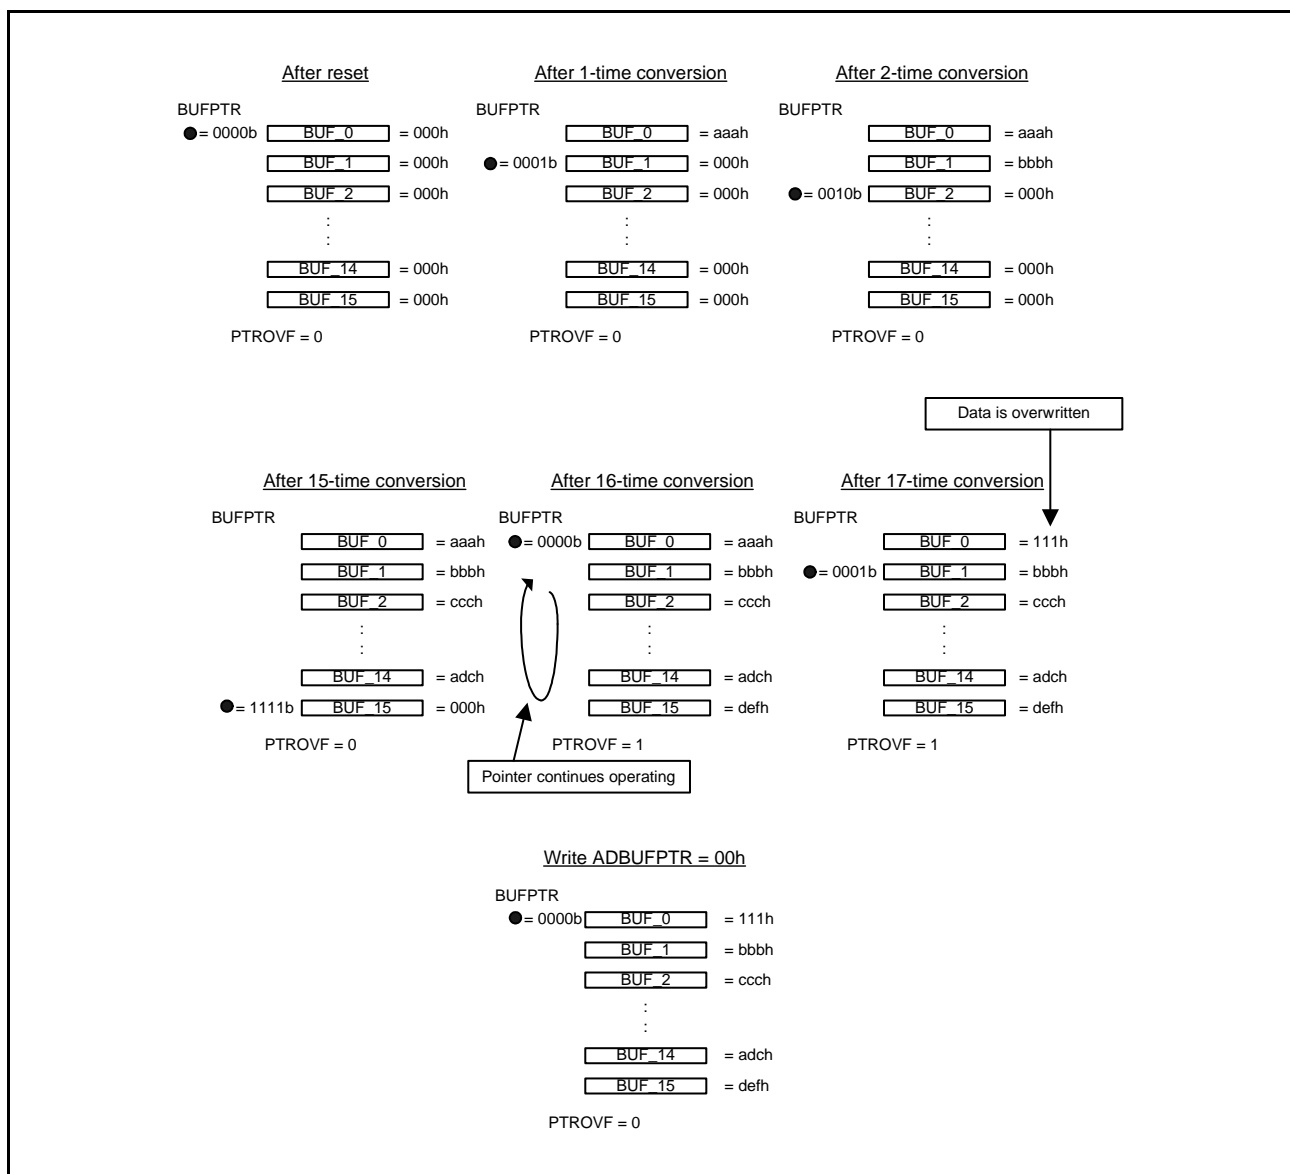 After reset After 1-time conversion After 2-time conversion
BUFPTR BUFPTR BUFPTR
= 0000b BUF_0 = 000h BUF_0 = aaah BUF_0 = aaah
BUF_1 = 000h = 0001b BUF_1 = 000h BUF_1 = bbbh
BUF_2 = 000h BUF_2 = 000h = 0010b BUF_2 = 000h
: : :
: : :
BUF_14 = 000h BUF_14 = 000h BUF_14 = 000h
BUF_15 = 000h BUF_15 = 000h BUF_15 = 000h
PTROVF = 0 PTROVF = 0 PTROVF = 0
Data is overwritten
After 15-time conversion After 16-time conversion After 17-time conversion
BUFPTR BUFPTR BUFPTR
BUF_0 = aaah = 0000b BUF_0 = aaah BUF_0 = 111h
BUF_1 = bbbh BUF_1 = bbbh = 0001b BUF_1 = bbbh
BUF_2 = ccch BUF_2 = ccch BUF_2 = ccch
: : :
: : :
BUF_14 = adch BUF_14 = adch BUF_14 = adch
= 1111b BUF_15 = 000h BUF_15 = defh BUF_15 = defh
PTROVF = 0 PTROVF = 1 PTROVF = 1
Pointer continues operating
Write ADBUFPTR = 00h
BUFPTR
= 0000b BUF_0 = 111h
BUF_1 = bbbh
BUF_2 = ccch
:
:
BUF_14 = adch
BUF_15 = defh
PTROVF = 0